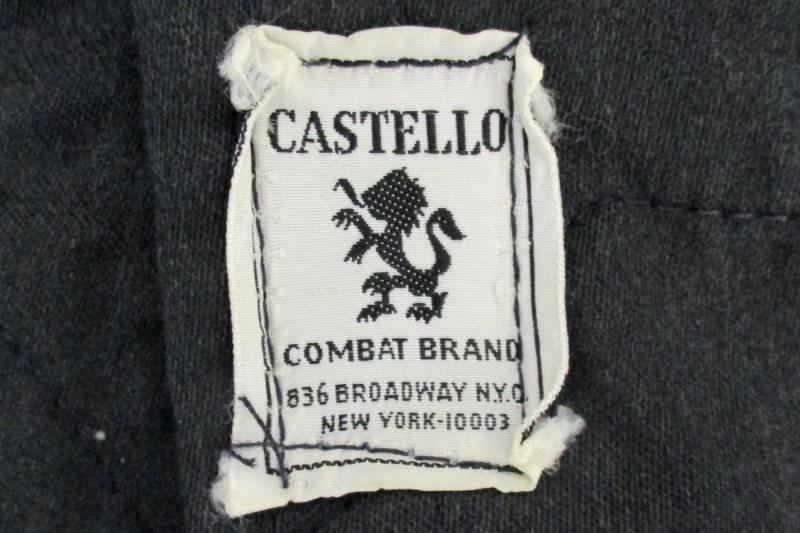 CASTELLO
COMBAT BRAND
836 BROADWAY N.Y.C.
NEW YORK-10003